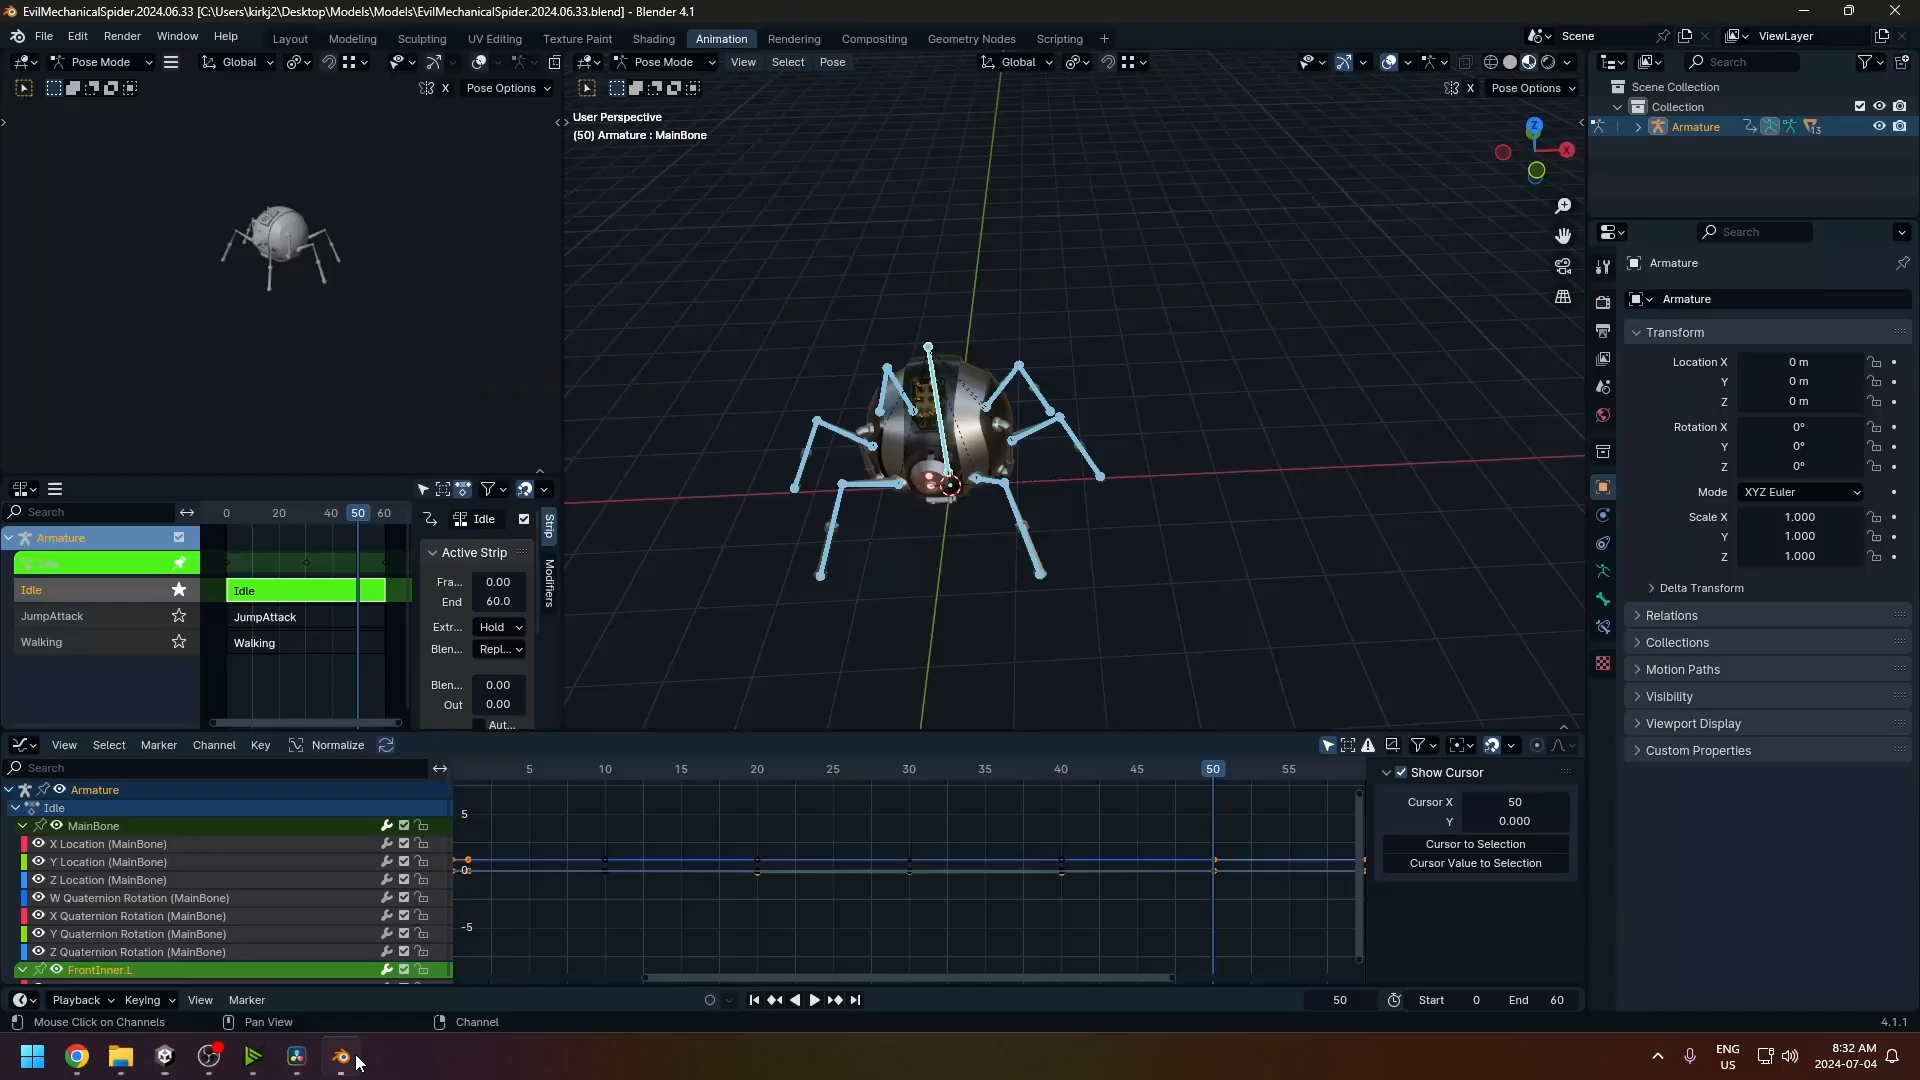 EvilMechanicalSpider.2024.06.33 [C:\Users\kirkj2\Desktop\Models\Models\EvilMechanicalSpider.2024.06.33.blend] - Blender 4.1
File Edit Render Window Help Layout Modeling Sculpting UV Editing Texture Paint Shading Animation Rendering Compositing Geometry Nodes Scripting + Scene ViewLayer
Pose Mode Global Pose Mode View Select Pose Global Search
X Pose Options X Pose Options Scene Collection
Collection
User Perspective
(50) Armature : MainBone
Armature 13
Z
X
Search
Armature
Armature
Transform
Location X 0 m
Y 0 m
Z 0 m
Rotation X 0°
Y 0°
Z 0°
Mode XYZ Euler
Scale X 1.000
Y 1.000
Z 1.000
Delta Transform
Relations
Collections
Motion Paths
Visibility
Viewport Display
Custom Properties
Search 0 20 40 50 60 Idle
Armature
Idle Idle
JumpAttack JumpAttack
Walking Walking
Active Strip
Fra... 0.00
End 60.0
Extr... Hold
Blen... Repl...
Blen... 0.00
Out 0.00
Aut...
Strip
Modifiers
View Select Marker Channel Key Normalize
Search 5 10 15 20 25 30 35 40 45 50 55
Armature
Idle
MainBone
X Location (MainBone)
Y Location (MainBone)
Z Location (MainBone)
W Quaternion Rotation (MainBone)
X Quaternion Rotation (MainBone)
Y Quaternion Rotation (MainBone)
Z Quaternion Rotation (MainBone)
FrontInner.L
5
0
-5
Show Cursor
Cursor X 50
Y 0.000
Cursor to Selection
Cursor Value to Selection
Playback Keying View Marker 50 Start 0 End 60
Mouse Click on Channels Pan View Channel 4.1.1
ENG
US
8:32 AM
2024-07-04